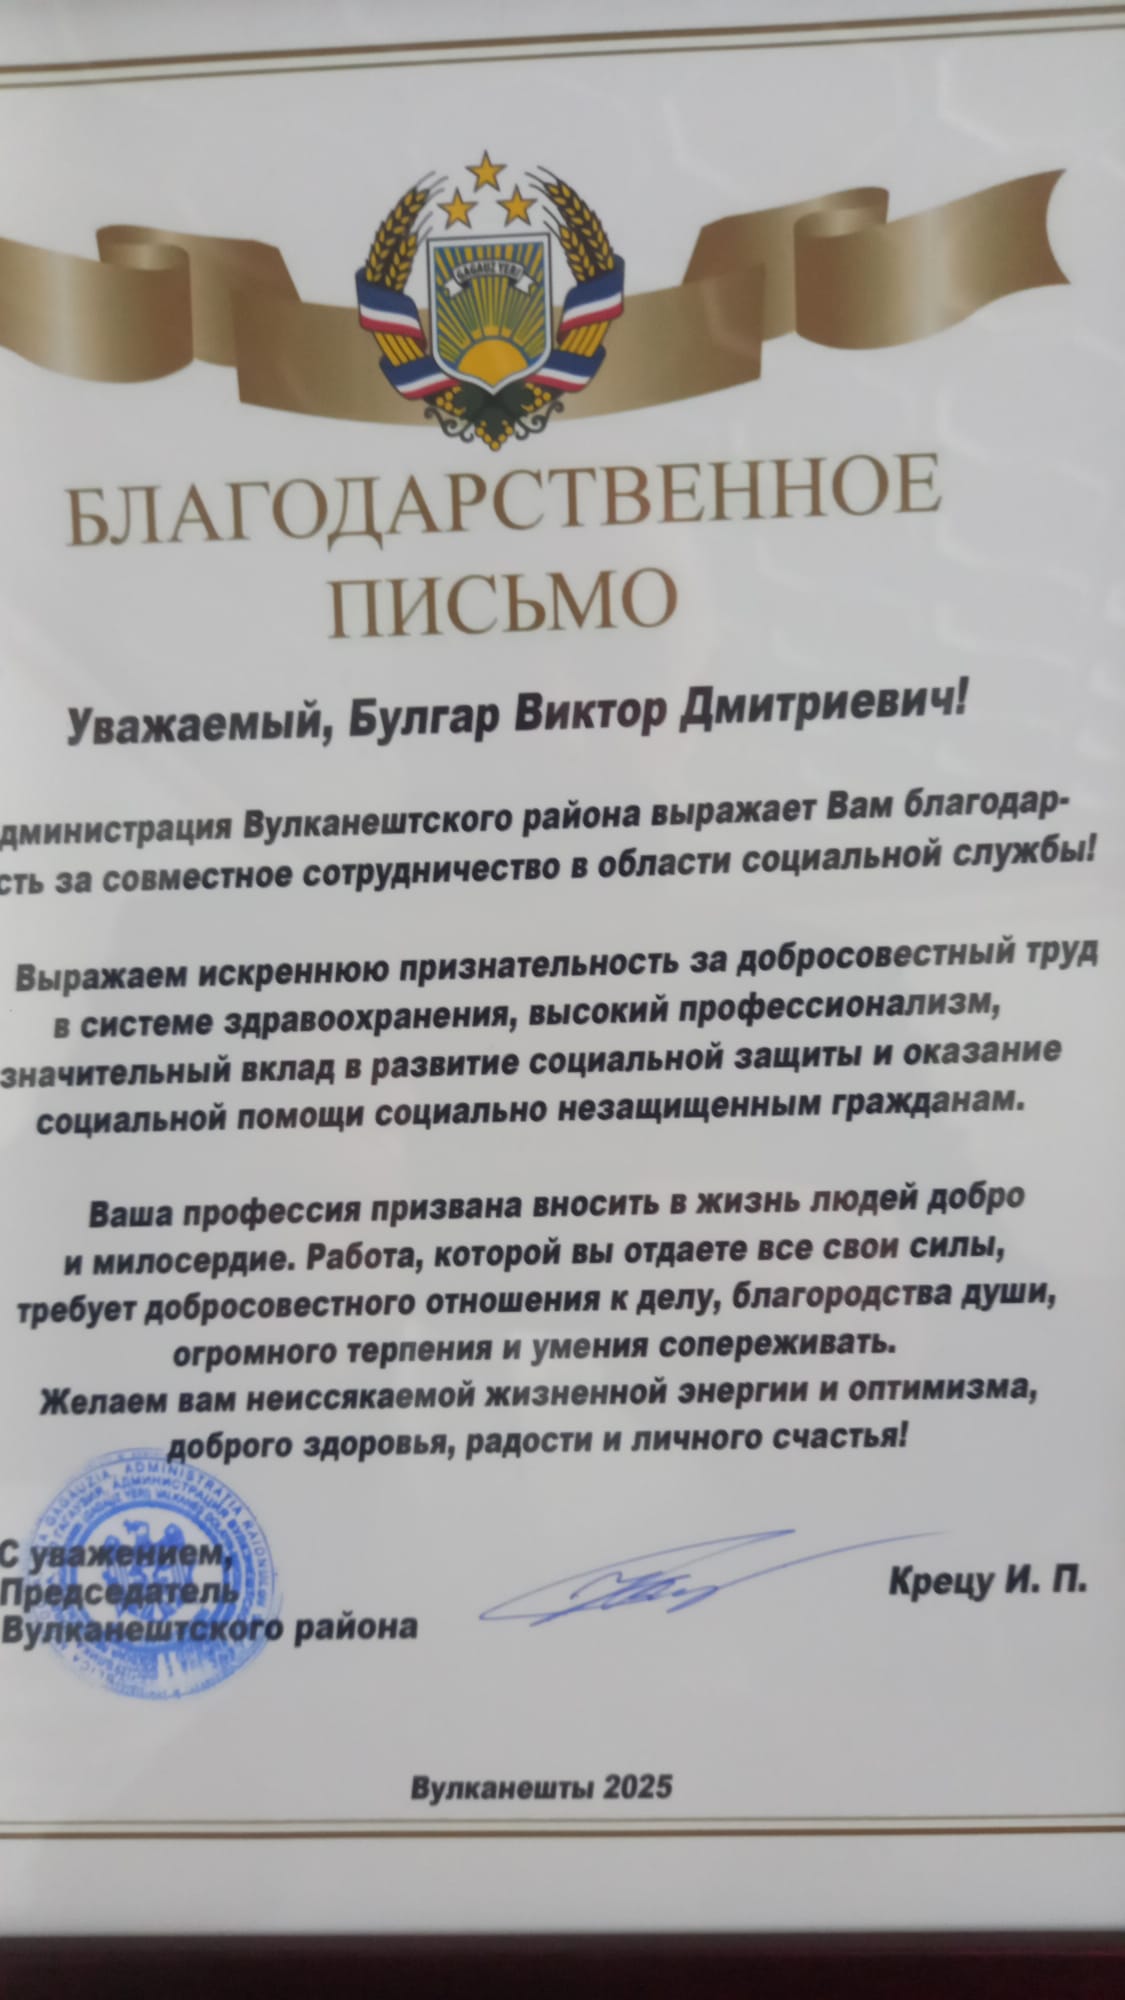 GAGAUZ YERI
БЛАГОДАРСТВЕННОЕ
ПИСЬМО
Уважаемый, Булгар Виктор Дмитриевич!
дминистрация Вулканештского района выражает Вам благодар-
сть за совместное сотрудничество в области социальной службы!
Выражаем искреннюю признательность за добросовестный труд
в системе здравоохранения, высокий профессионализм,
значительный вклад в развитие социальной защиты и оказание
социальной помощи социально незащищенным гражданам.
Ваша профессия призвана вносить в жизнь людей добро
и милосердие. Работа, которой вы отдаете все свои силы,
требует добросовестного отношения к делу, благородства души,
огромного терпения и умения сопереживать.
Желаем вам неиссякаемой жизненной энергии и оптимизма,
доброго здоровья, радости и личного счастья!
С уважением,
Председатель
Вулканештского района
Крецу И. П.
Вулканешты 2025